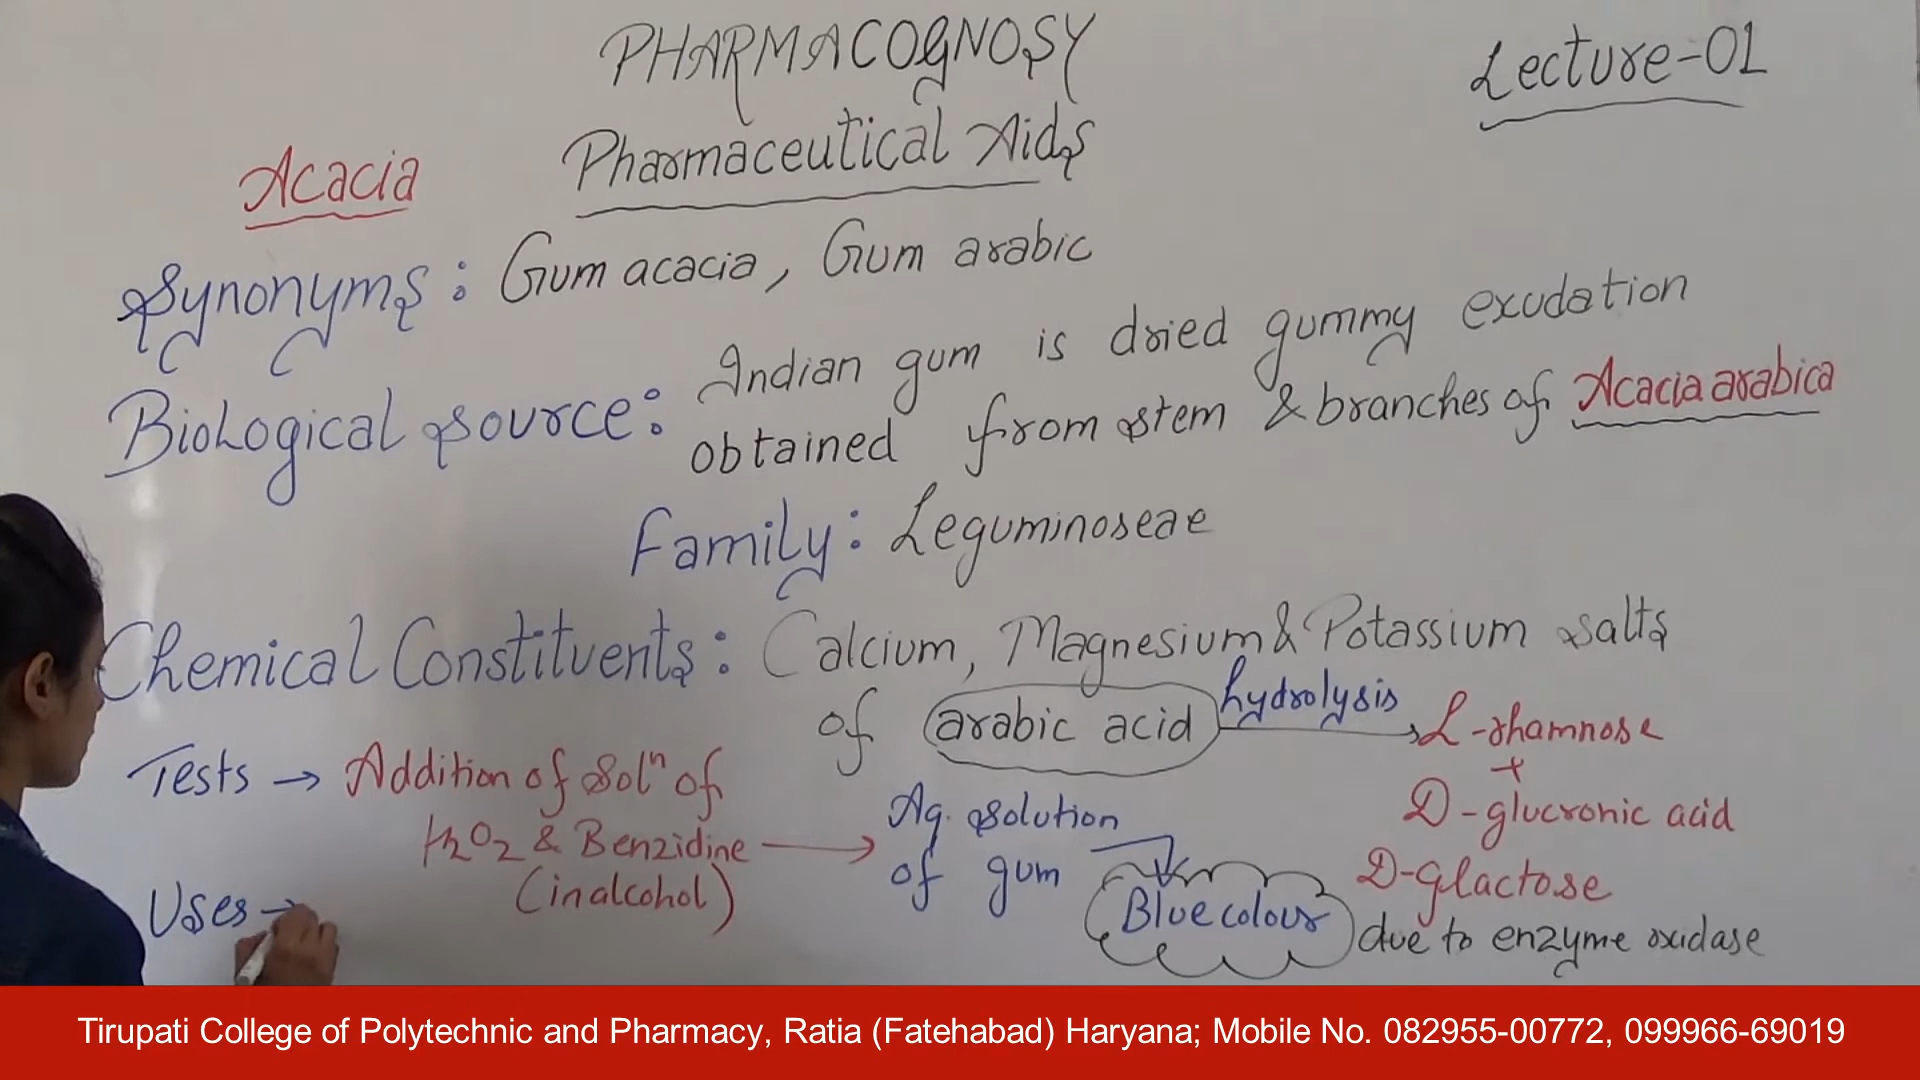 PHARMACOGNOSY
Lecture-01
Pharmaceutical Aids
Acacia
Synonyms : Gum acacia, Gum arabic
Biological source : Indian gum is dried gummy exudation
obtained from stem & branches of Acacia arabica
Family : Leguminoseae
Chemical Constituents : Calcium, Magnesium & Potassium salts
of arabic acid hydrolysis → L-rhamnose
+
D-glucronic acid
D-glactose
Tests → Addition of Solⁿ of
H2O2 & Benzidine → Aq. solution
(in alcohol) of gum
Blue colour due to enzyme oxidase
Uses →
Tirupati College of Polytechnic and Pharmacy, Ratia (Fatehabad) Haryana; Mobile No. 082955-00772, 099966-69019